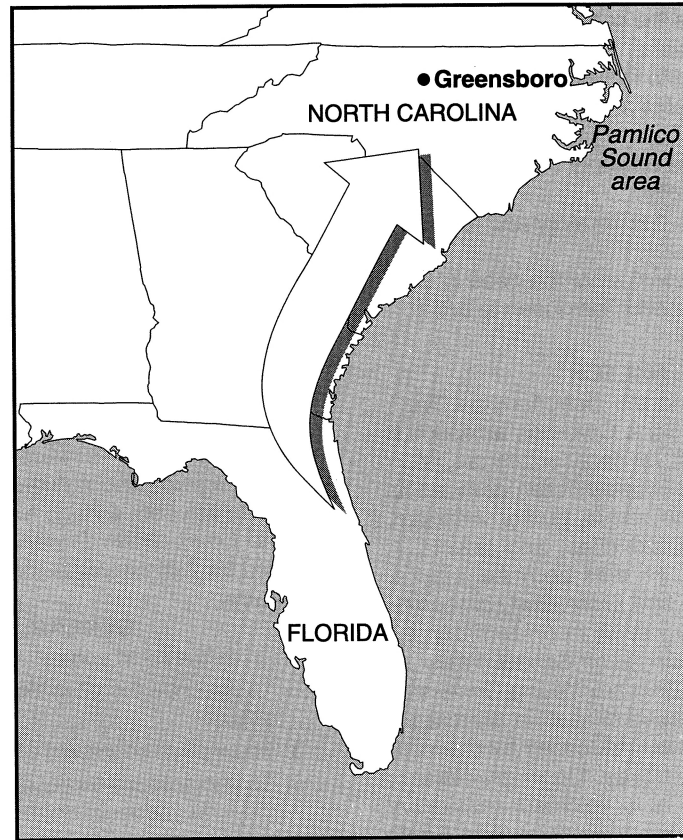 Greensboro
NORTH CAROLINA
Pamlico
Sound
area
FLORIDA